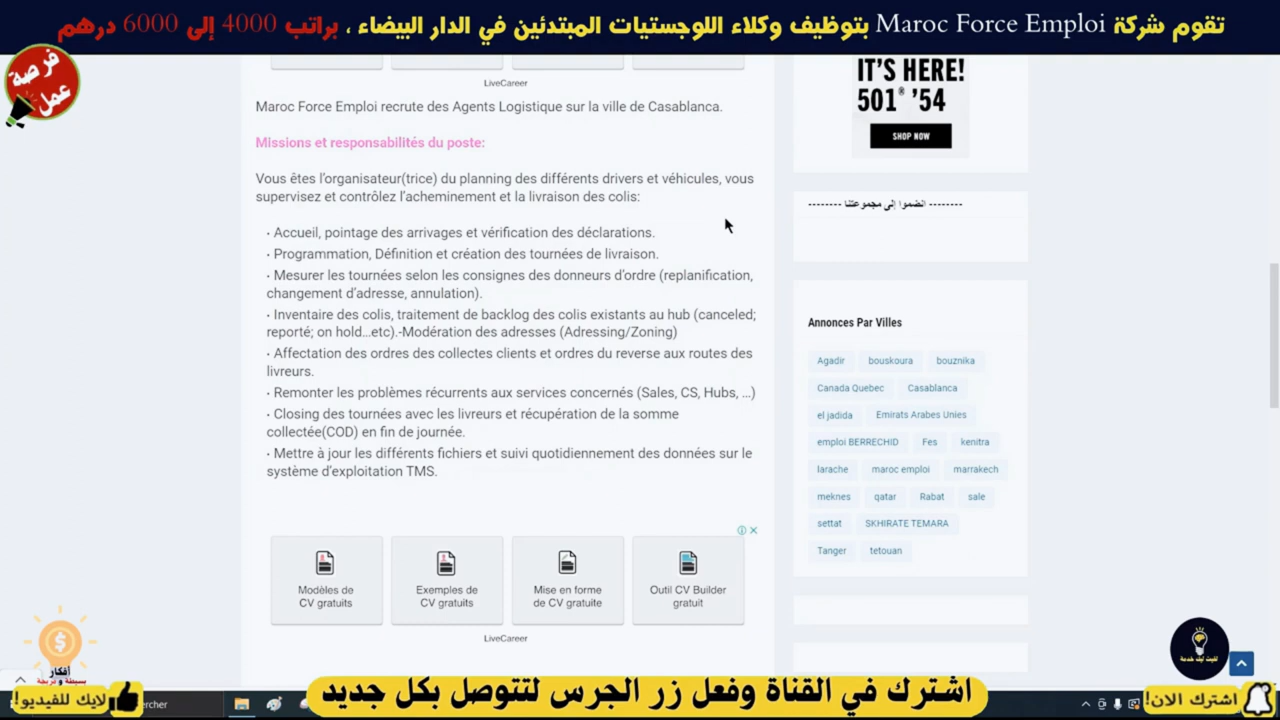 تقوم شركة Maroc Force Emploi بتوظيف وكلاء اللوجستيات المبتدئين في الدار البيضاء ، براتب 4000 إلى 6000 درهم
فرصة
عمل
LiveCareer
Maroc Force Emploi recrute des Agents Logistique sur la ville de Casablanca.
Missions et responsabilités du poste:
Vous êtes l’organisateur(trice) du planning des différents drivers et véhicules, vous
supervisez et contrôlez l’acheminement et la livraison des colis:
· Accueil, pointage des arrivages et vérification des déclarations.
· Programmation, Définition et création des tournées de livraison.
· Mesurer les tournées selon les consignes des donneurs d’ordre (replanification,
changement d’adresse, annulation).
· Inventaire des colis, traitement de backlog des colis existants au hub (canceled;
reporté; on hold…etc).-Modération des adresses (Adressing/Zoning)
· Affectation des ordres des collectes clients et ordres du reverse aux routes des
livreurs.
· Remonter les problèmes récurrents aux services concernés (Sales, CS, Hubs, …)
· Closing des tournées avec les livreurs et récupération de la somme
collectée(COD) en fin de journée.
· Mettre à jour les différents fichiers et suivi quotidiennement des données sur le
système d’exploitation TMS.
Modèles de
CV gratuits
Exemples de
CV gratuits
Mise en forme
de CV gratuite
Outil CV Builder
gratuit
LiveCareer
IT'S HERE!
501® '54
SHOP NOW
-------- انضموا إلى مجموعتنا --------
Annonces Par Villes
Agadir bouskoura bouznika
Canada Quebec Casablanca
el jadida Emirats Arabes Unies
emploi BERRECHID Fes kenitra
larache maroc emploi marrakech
meknes qatar Rabat sale
settat SKHIRATE TEMARA
Tanger tetouan
أفكار
بسيطة و مربحة
لقيت ليك خدمة
لايك للفيديو!
cher
اشترك في القناة وفعل زر الجرس لتتوصل بكل جديد
اشترك الان!